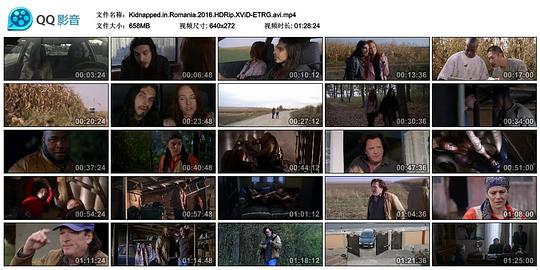 QQ影音
文件名称：Kidnapped.in.Romania.2016.HDRip.XViD-ETRG.avi.mp4
文件大小：658MB 视频尺寸：640x272 视频时长：01:28:24
00:03:24 00:06:48 00:10:12 00:13:36 00:17:00
00:20:24 00:23:48 00:27:12 00:30:36 00:34:00
00:37:24 00:40:48 00:44:12 00:47:36 00:51:00
00:54:24 00:57:48 01:01:12 01:04:36 01:08:00
01:11:24 01:14:48 01:18:12 01:21:36 01:25:00